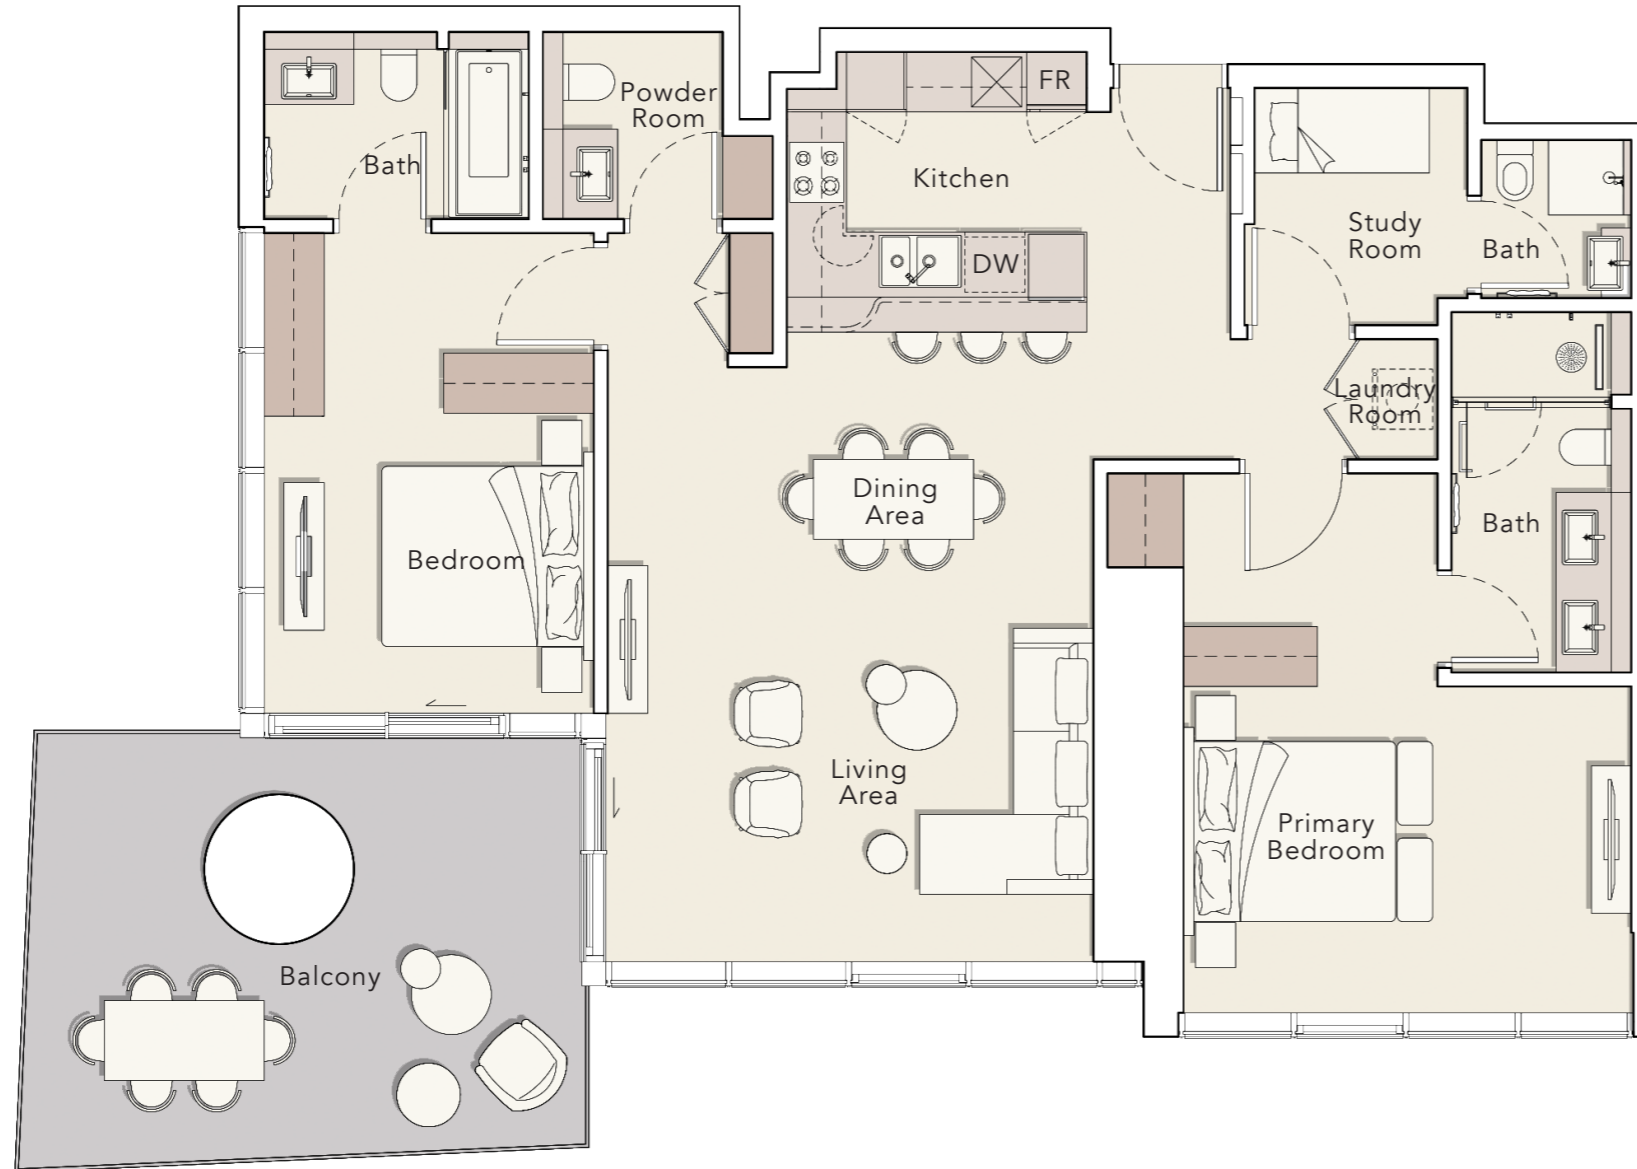 FR
Powder
Room
Bath
Kitchen
Study
Room
Bath
DW
Laundry
Room
Dining
Area
Bath
Bedroom
Living
Area
Primary
Bedroom
Balcony